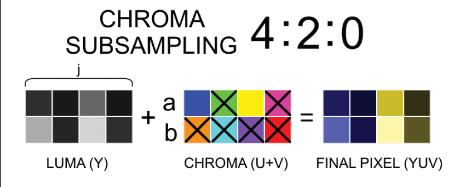 CHROMA
SUBSAMPLING 4:2:0
j
+ a =
b
LUMA (Y) CHROMA (U+V) FINAL PIXEL (YUV)